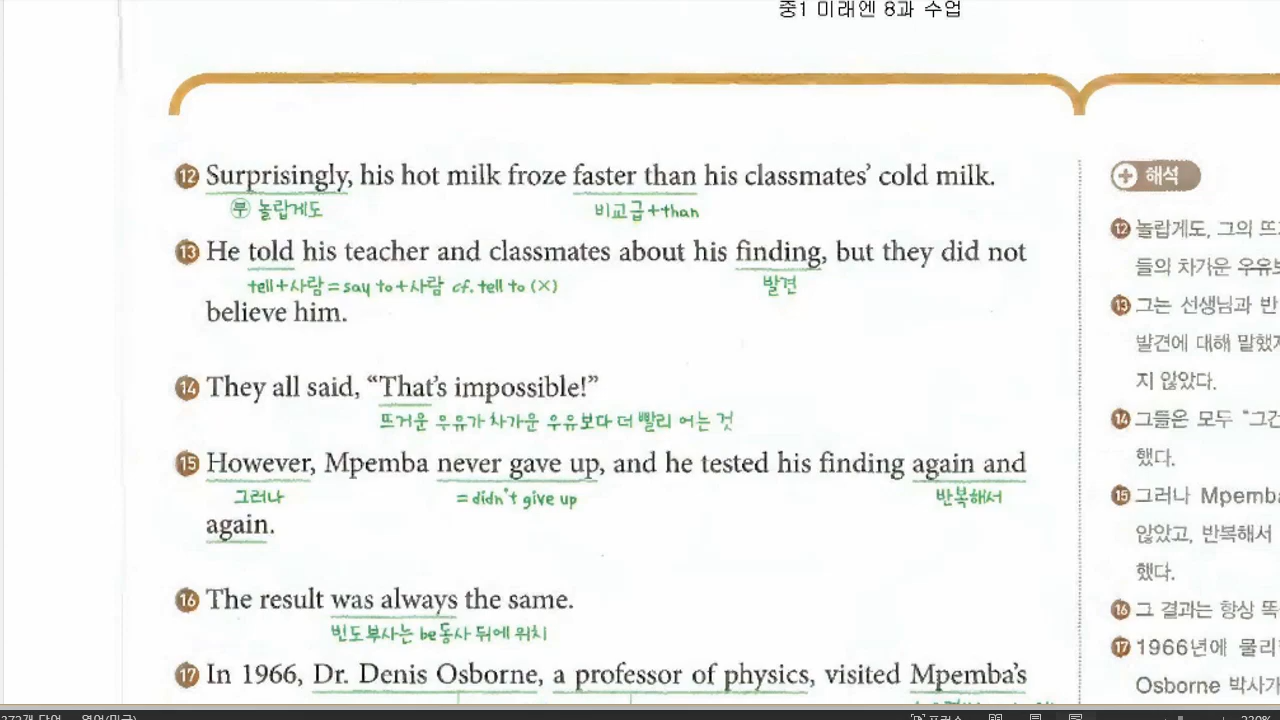 중1 미래엔 8과 수업
⑫ Surprisingly, his hot milk froze faster than his classmates’ cold milk.
㉾ 놀랍게도 비교급+than
⑬ He told his teacher and classmates about his finding, but they did not
tell+사람=say to+사람 cf. tell to (×) 발견
believe him.
⑭ They all said, “That’s impossible!”
뜨거운 우유가 차가운 우유보다 더 빨리 어는 것
⑮ However, Mpemba never gave up, and he tested his finding again and
그러나 =didn't give up 반복해서
again.
⑯ The result was always the same.
빈도부사는 be동사 뒤에 위치
⑰ In 1966, Dr. Denis Osborne, a professor of physics, visited Mpemba’s
해석
⑫ 놀랍게도, 그의
들의 차가운
⑬ 그는 선생님과 반
발견에 대해
지 않았다.
⑭ 그들은 모두 “그건
했다.
⑮ 그러나 Mpemba
않았고, 반복해서
했다.
⑯ 그 결과는 항상
⑰ 1966년에
Osborne 박사가